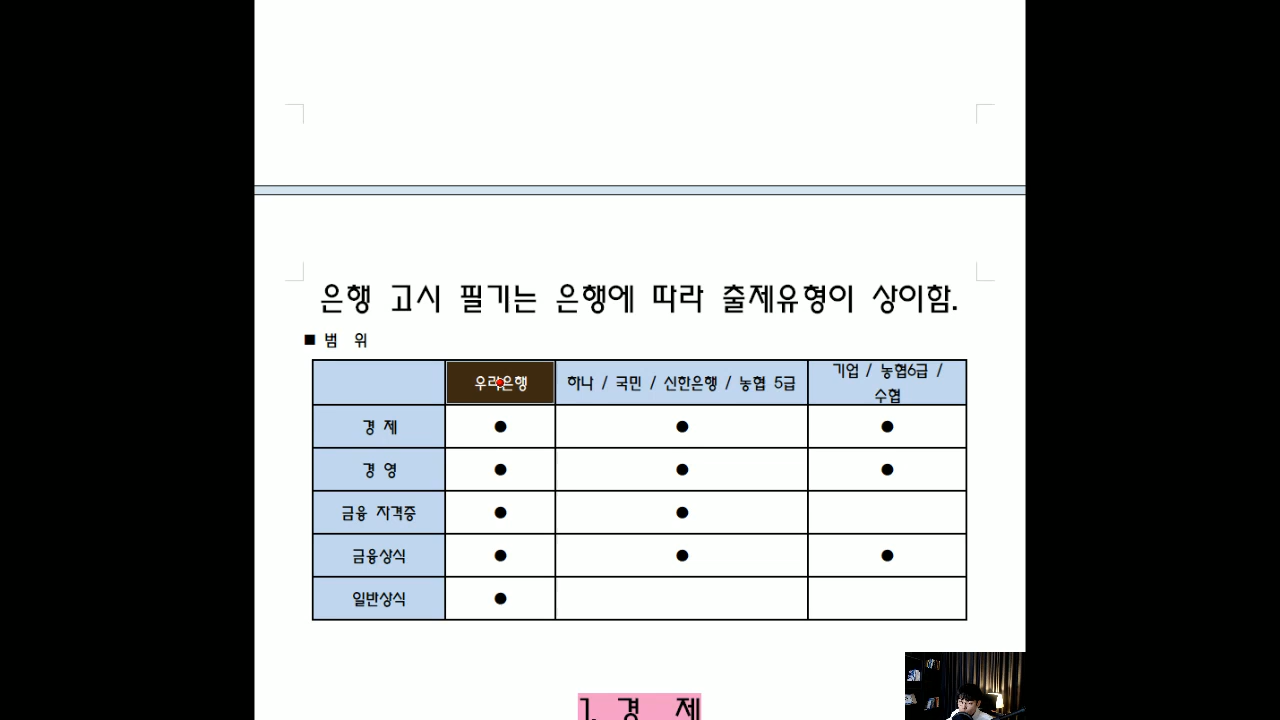 은행 고시 필기는 은행에 따라 출제유형이 상이함.
■ 범 위
우리은행 하나 / 국민 / 신한은행 / 농협 5급 기업 / 농협6급 / 수협
경 제 ● ● ●
경 영 ● ● ●
금융 자격증 ● ●
금융상식 ● ● ●
일반상식 ●
1. 경 제